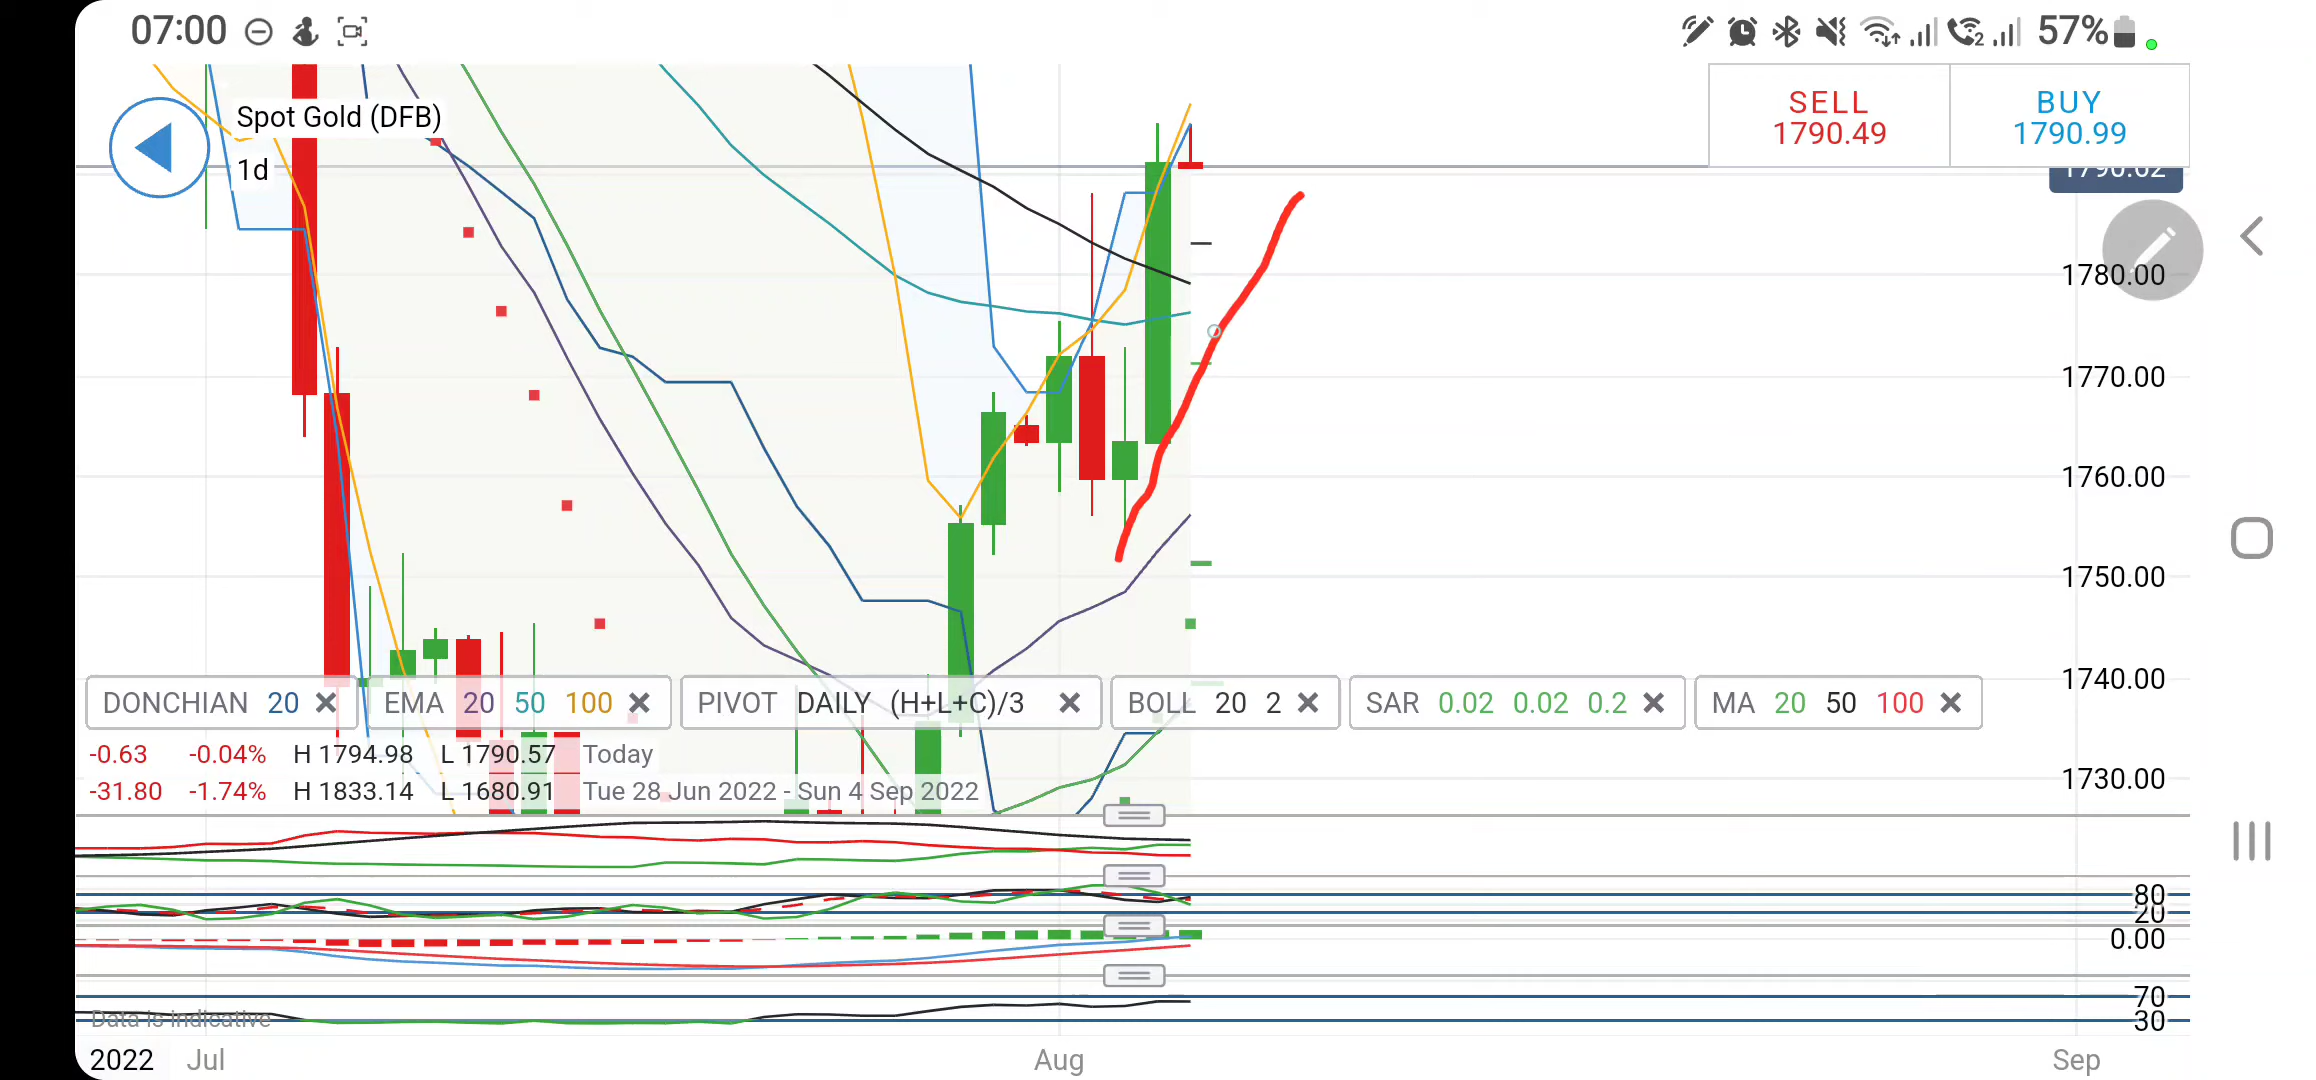 07:00 57%
Spot Gold (DFB)
1d
SELL BUY
1790.49 1790.99
1790.62
1780.00
1770.00
1760.00
1750.00
1740.00
1730.00
DONCHIAN 20 EMA 20 50 100 PIVOT DAILY (H+L+C)/3 BOLL 20 2 SAR 0.02 0.02 0.2 MA 20 50 100
-0.63 -0.04% H 1794.98 L 1790.57 Today
-31.80 -1.74% H 1833.14 L 1680.91 Tue 28 Jun 2022 - Sun 4 Sep 2022
80
20
0.00
70
30
Data is indicative
2022 Jul Aug Sep